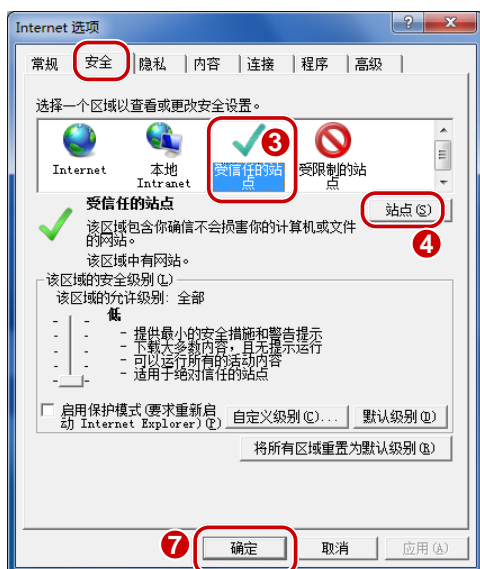 Internet 选项
常规 安全 隐私 内容 连接 程序 高级
选择一个区域以查看或更改安全设置。
3
Internet
本地
Intranet
受信任的站
点
受限制的站
点
受信任的站点
站点(S)
4
该区域包含你确信不会损害你的计算机或文件
的网站。
该区域中有网站。
该区域的安全级别(L)
该区域的允许级别: 全部
低
- 提供最小的安全措施和警告提示
- 下载大多数内容，且无提示运行
- 可以运行所有的活动内容
- 适用于绝对信任的站点
启用保护模式(要求重新启
动 Internet Explorer)(P)
自定义级别(C)... 默认级别(D)
将所有区域重置为默认级别(R)
7
确定 取消 应用(A)